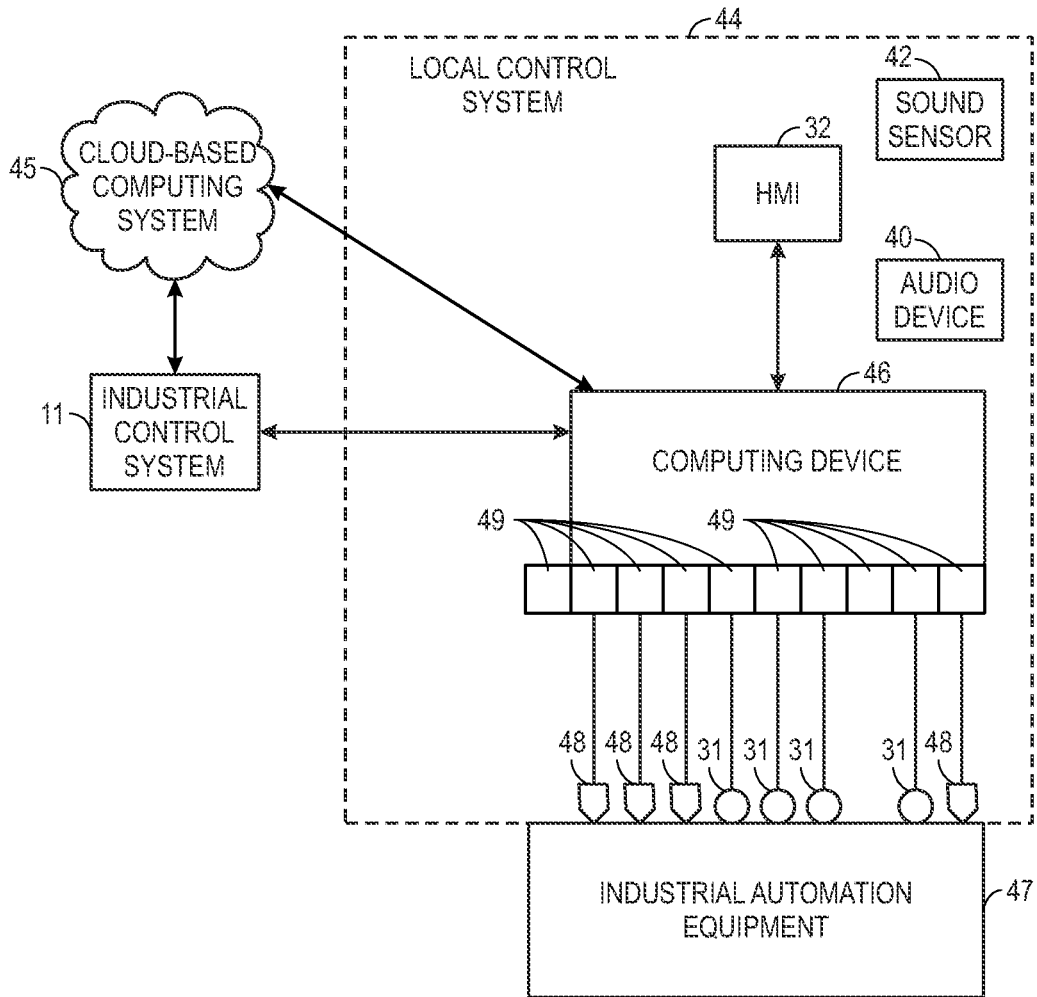 44
LOCAL CONTROL
SYSTEM
42
SOUND
SENSOR
45
CLOUD-BASED
COMPUTING
SYSTEM
32
HMI
40
AUDIO
DEVICE
11
INDUSTRIAL
CONTROL
SYSTEM
46
COMPUTING DEVICE
49
49
48
48
48
31
31
31
31
48
INDUSTRIAL AUTOMATION
EQUIPMENT
47